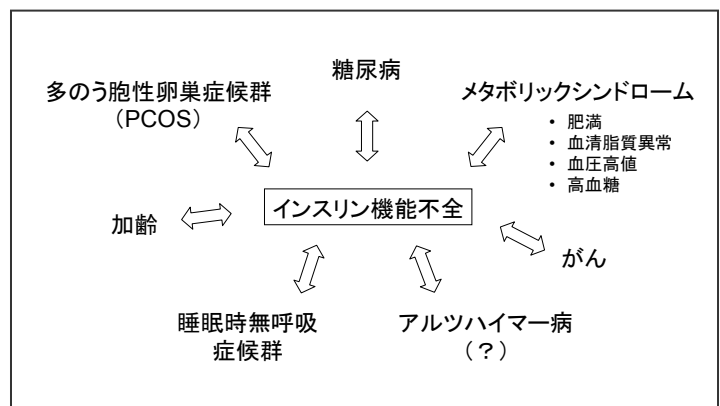 糖尿病
多のう胞性卵巣症候群
（PCOS）
メタボリックシンドローム
• 肥満
• 血清脂質異常
• 血圧高値
• 高血糖
インスリン機能不全
加齢
がん
睡眠時無呼吸
症候群
アルツハイマー病
（？）